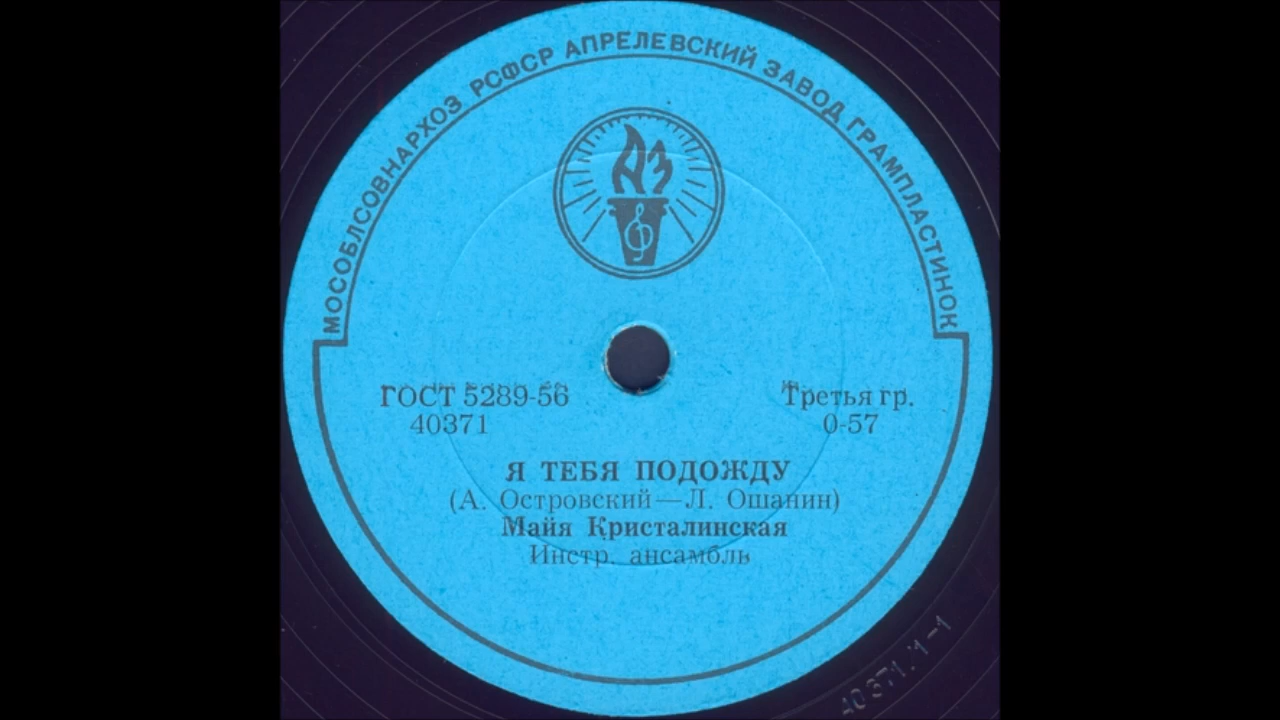 МОСОБЛСОВНАРХОЗ РСФСР АПРЕЛЕВСКИЙ ЗАВОД ГРАМПЛАСТИНОК
АЗ
ГОСТ 5289-56
40371
Третья гр.
0-57
Я ТЕБЯ ПОДОЖДУ
(А. Островский—Л. Ошанин)
Майя Кристалинская
Инстр. ансамбль
40371.'1-1